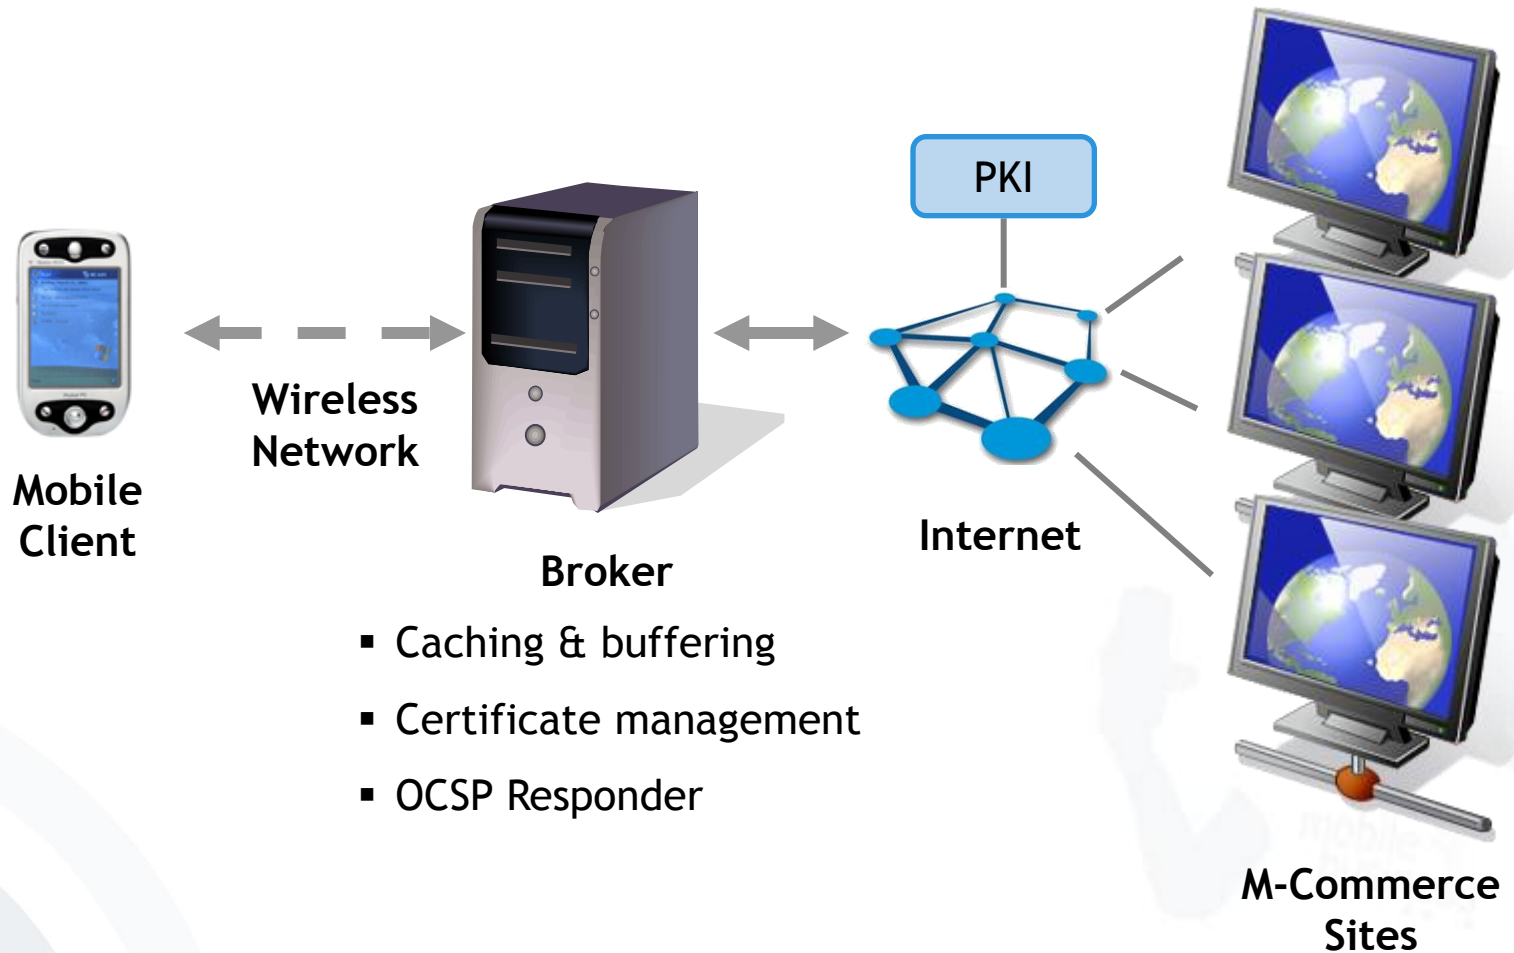 PKI
Wireless
Network
Mobile
Client
Internet
Broker
▪ Caching & buffering
▪ Certificate management
▪ OCSP Responder
M-Commerce
Sites